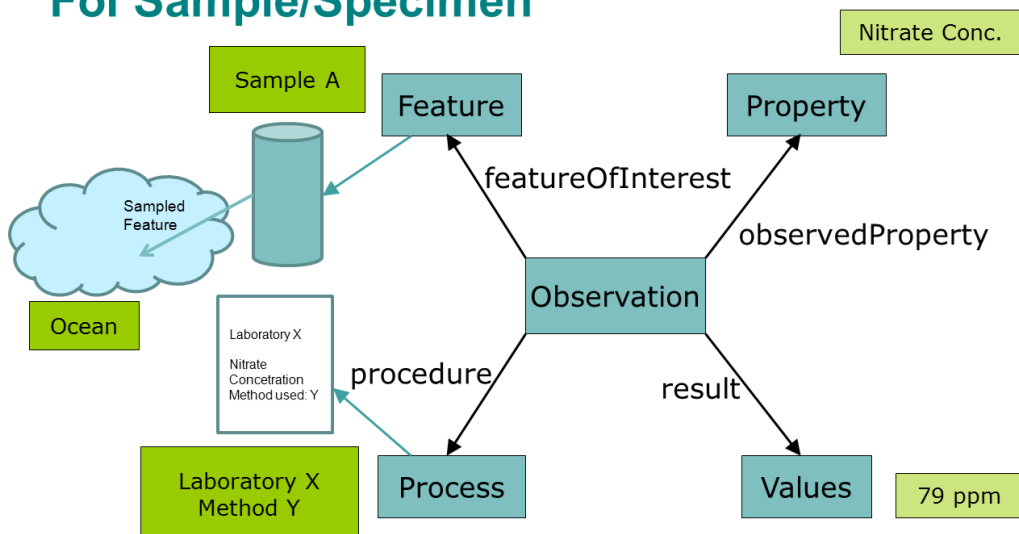 For Sample/Specimen
Nitrate Conc.
Sample A
Feature
Property
featureOfInterest
Sampled
Feature
observedProperty
Observation
Ocean
Laboratory X
Nitrate
Concetration
Method used: Y
procedure
result
Laboratory X
Method Y
Process
Values
79 ppm